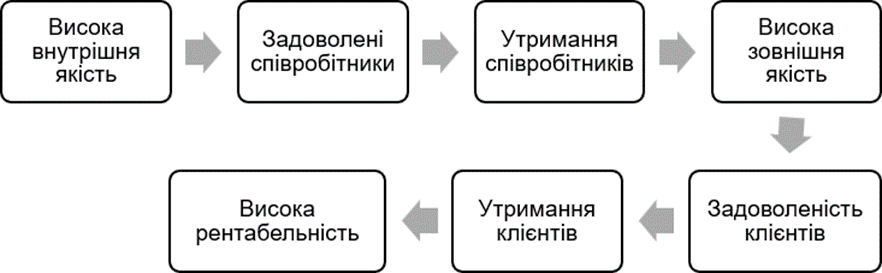 Висока
внутрішня
якість
Задоволені
співробітники
Утримання
співробітників
Висока
зовнішня
якість
Задоволеність
клієнтів
Утримання
клієнтів
Висока
рентабельність